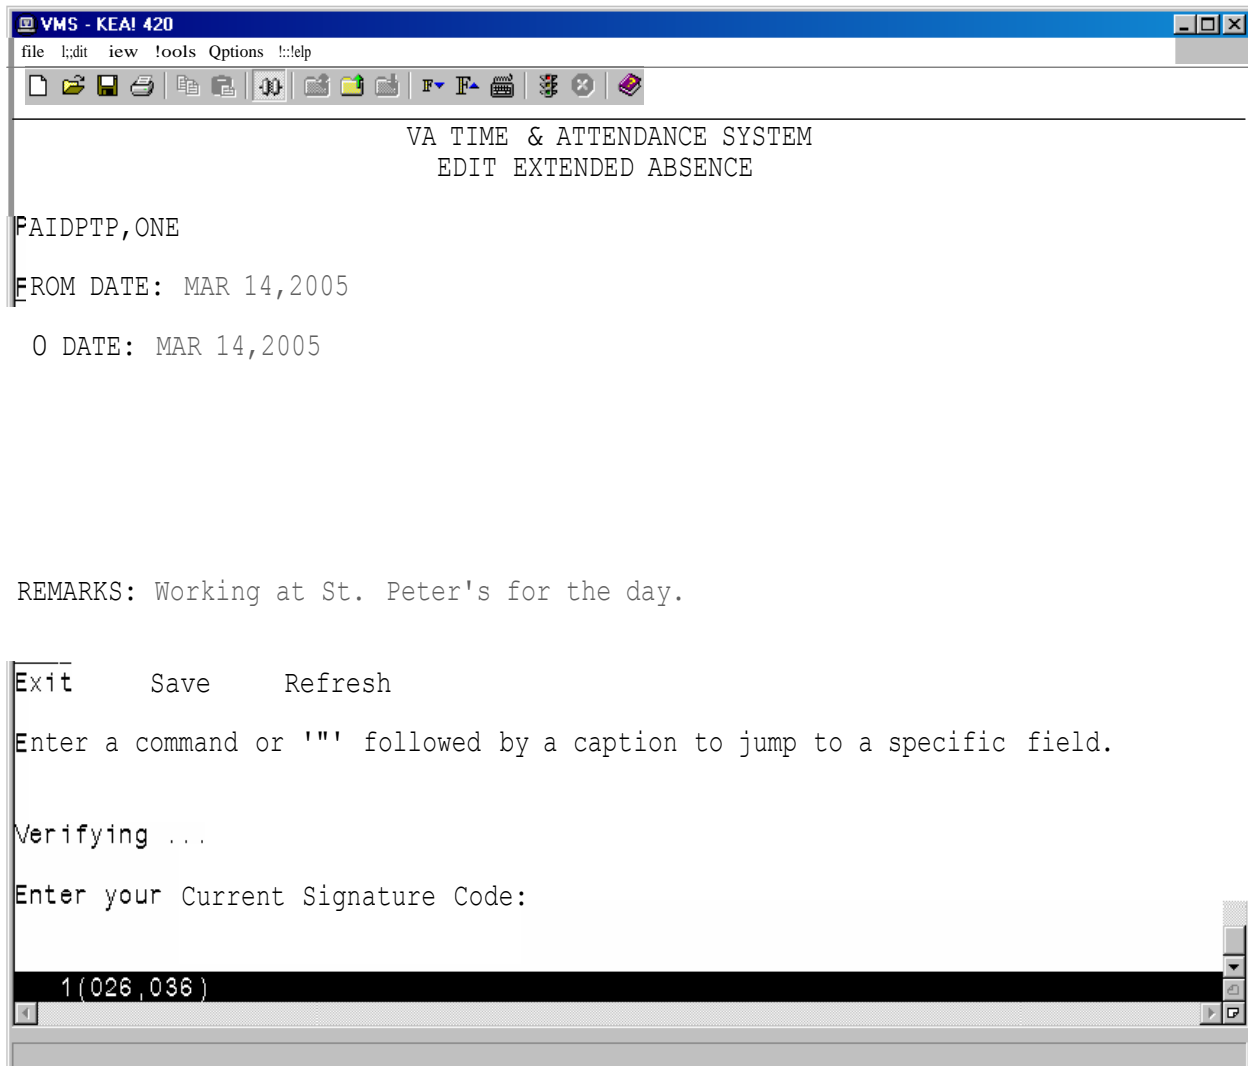 VMS - KEA! 420
file l;;dit iew !ools Qptions !:::!elp
VA TIME & ATTENDANCE SYSTEM
EDIT EXTENDED ABSENCE
PAIDPTP,ONE
FROM DATE: MAR 14,2005
O DATE: MAR 14,2005
REMARKS: Working at St. Peter's for the day.
Exit Save Refresh
Enter a command or '"' followed by a caption to jump to a specific field.
Verifying ...
Enter your Current Signature Code:
1(026,036)